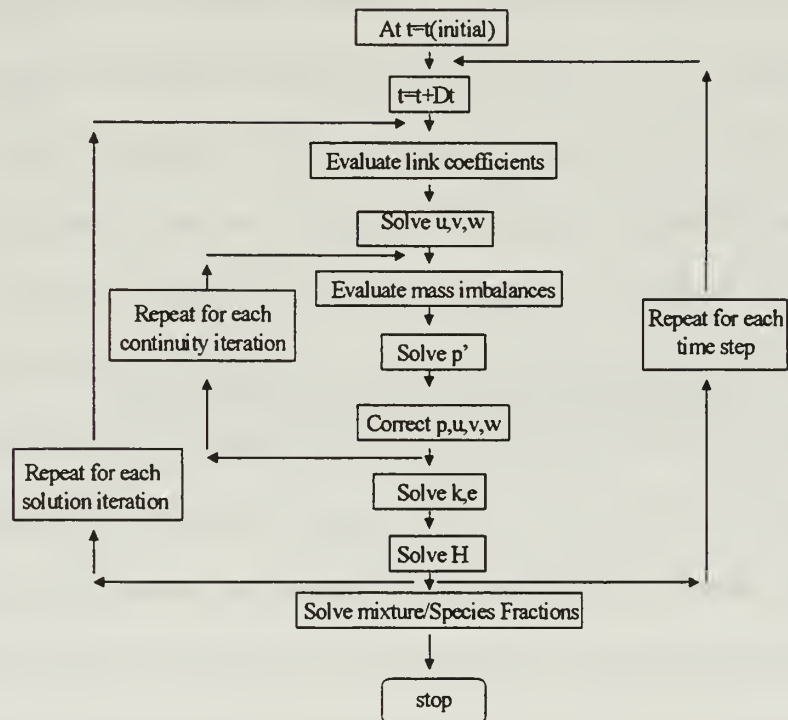 At t=t(initial)
t=t+Dt
Evaluate link coefficients
Solve u,v,w
Evaluate mass imbalances
Repeat for each
continuity iteration
Repeat for each
time step
Solve p'
Correct p,u,v,w
Repeat for each
solution iteration
Solve k,e
Solve H
Solve mixture/Species Fractions
stop